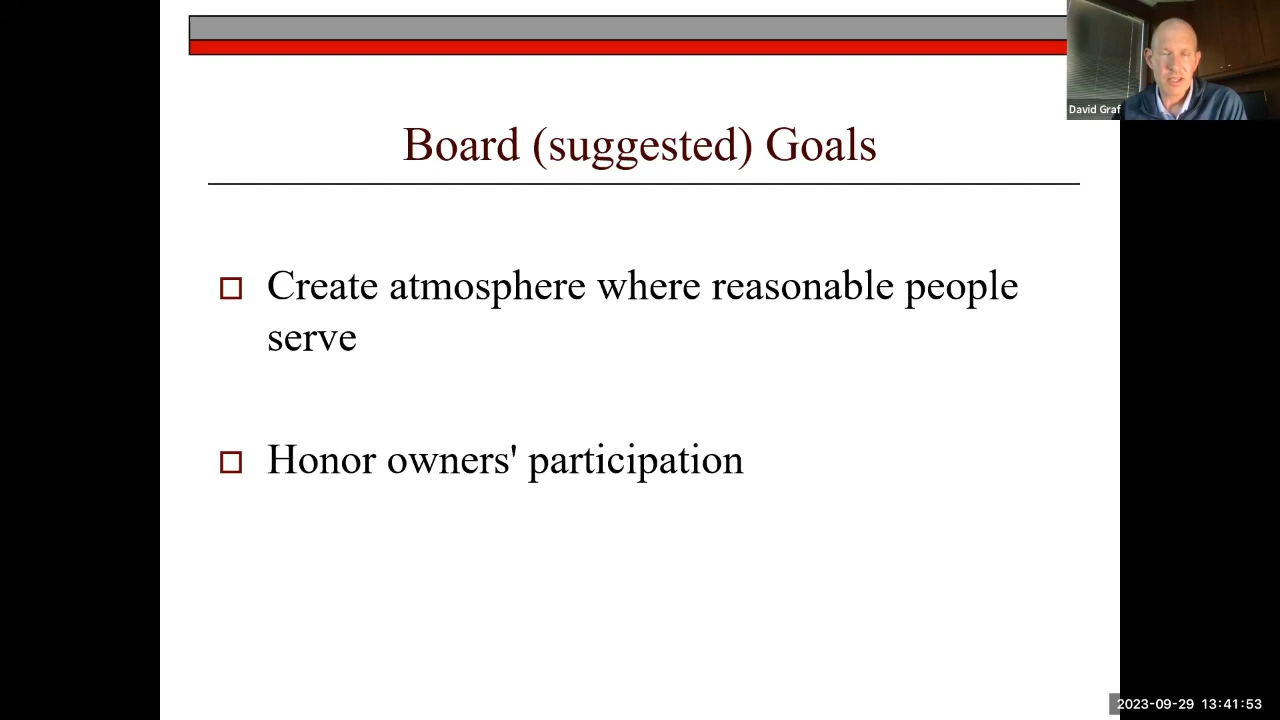 David Graf
Board (suggested) Goals
Create atmosphere where reasonable people
serve
Honor owners' participation
2023-09-29 13:41:53